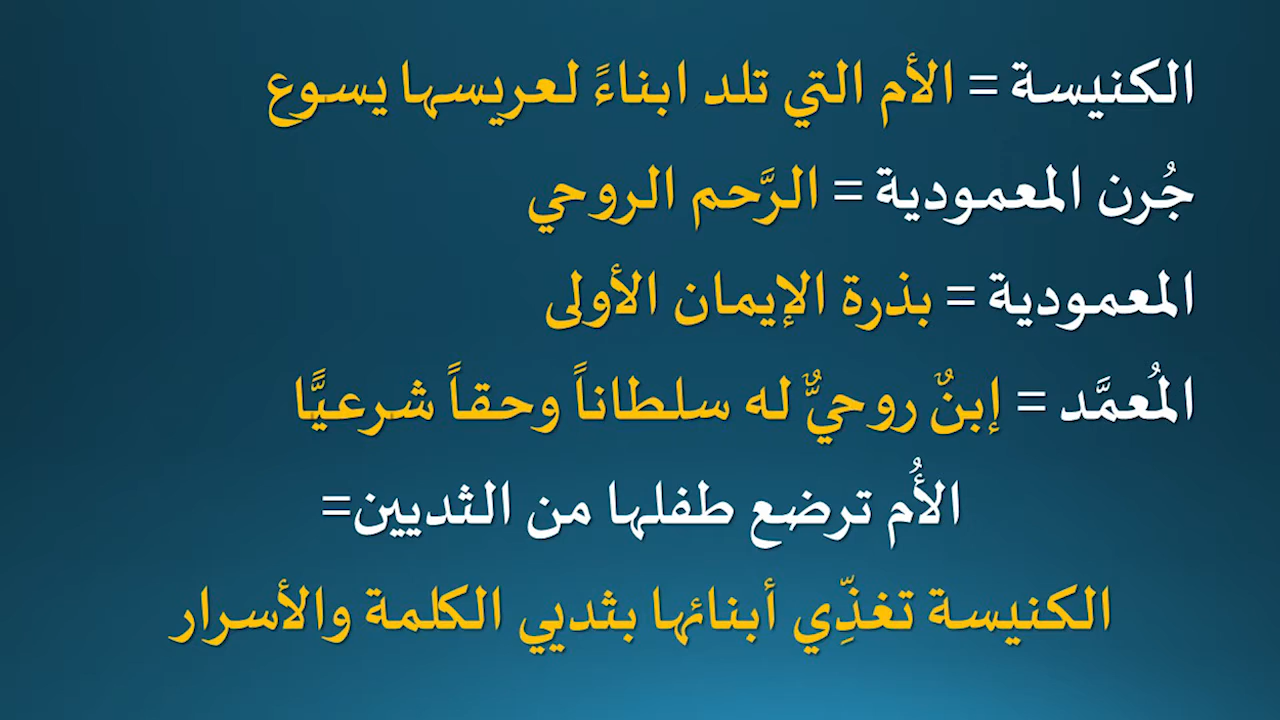 الكنيسة = الأم التي تلد ابناءً لعريسها يسوع
جُرن المعمودية = الرَّحم الروحي
المعمودية = بذرة الإيمان الأولى
المُعمَّد = إبنٌ روحيٌّ له سلطاناً وحقاً شرعيًّا
الأُم ترضع طفلها من الثديين=
الكنيسة تغذِّي أبنائها بثديي الكلمة والأسرار